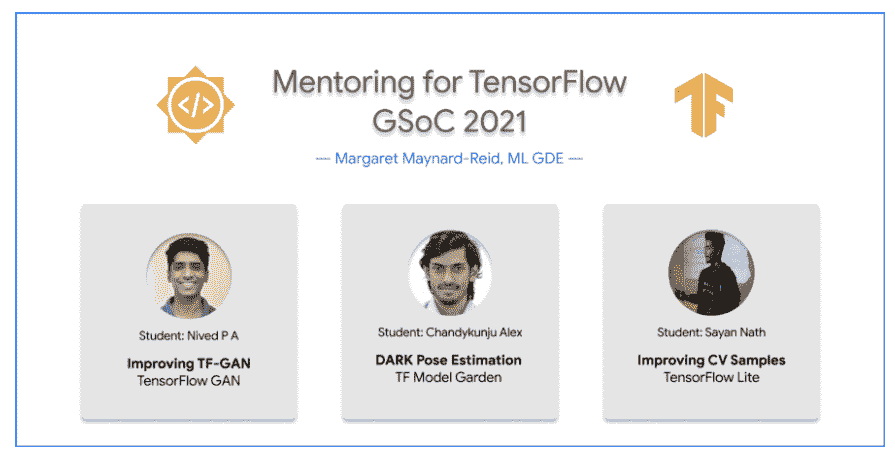 Mentoring for TensorFlow
GSoC 2021
— Margaret Maynard-Reid, ML GDE —
Student: Nived P A
Improving TF-GAN
TensorFlow GAN
Student: Chandykunju Alex
DARK Pose Estimation
TF Model Garden
Student: Sayan Nath
Improving CV Samples
TensorFlow Lite